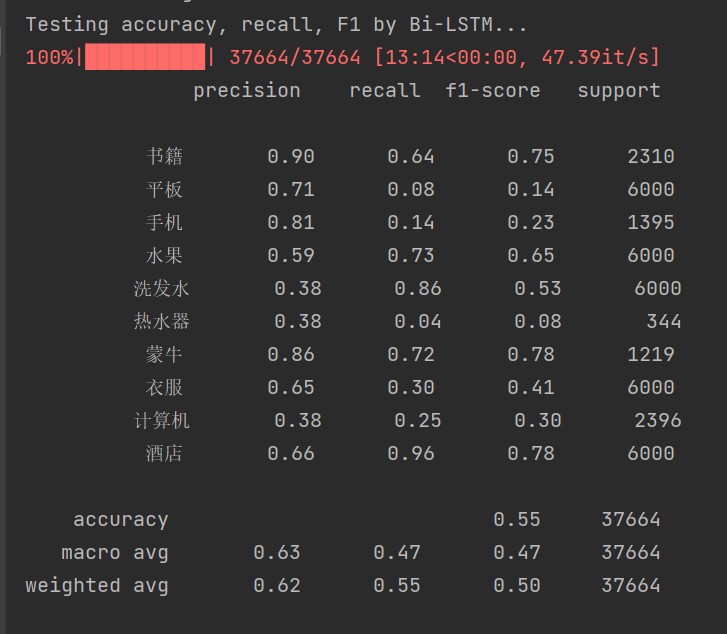 Testing accuracy, recall, F1 by Bi-LSTM...
100%|██████████| 37664/37664 [13:14<00:00, 47.39it/s]
precision recall f1-score support
书籍 0.90 0.64 0.75 2310
平板 0.71 0.08 0.14 6000
手机 0.81 0.14 0.23 1395
水果 0.59 0.73 0.65 6000
洗发水 0.38 0.86 0.53 6000
热水器 0.38 0.04 0.08 344
蒙牛 0.86 0.72 0.78 1219
衣服 0.65 0.30 0.41 6000
计算机 0.38 0.25 0.30 2396
酒店 0.66 0.96 0.78 6000
accuracy 0.55 37664
macro avg 0.63 0.47 0.47 37664
weighted avg 0.62 0.55 0.50 37664